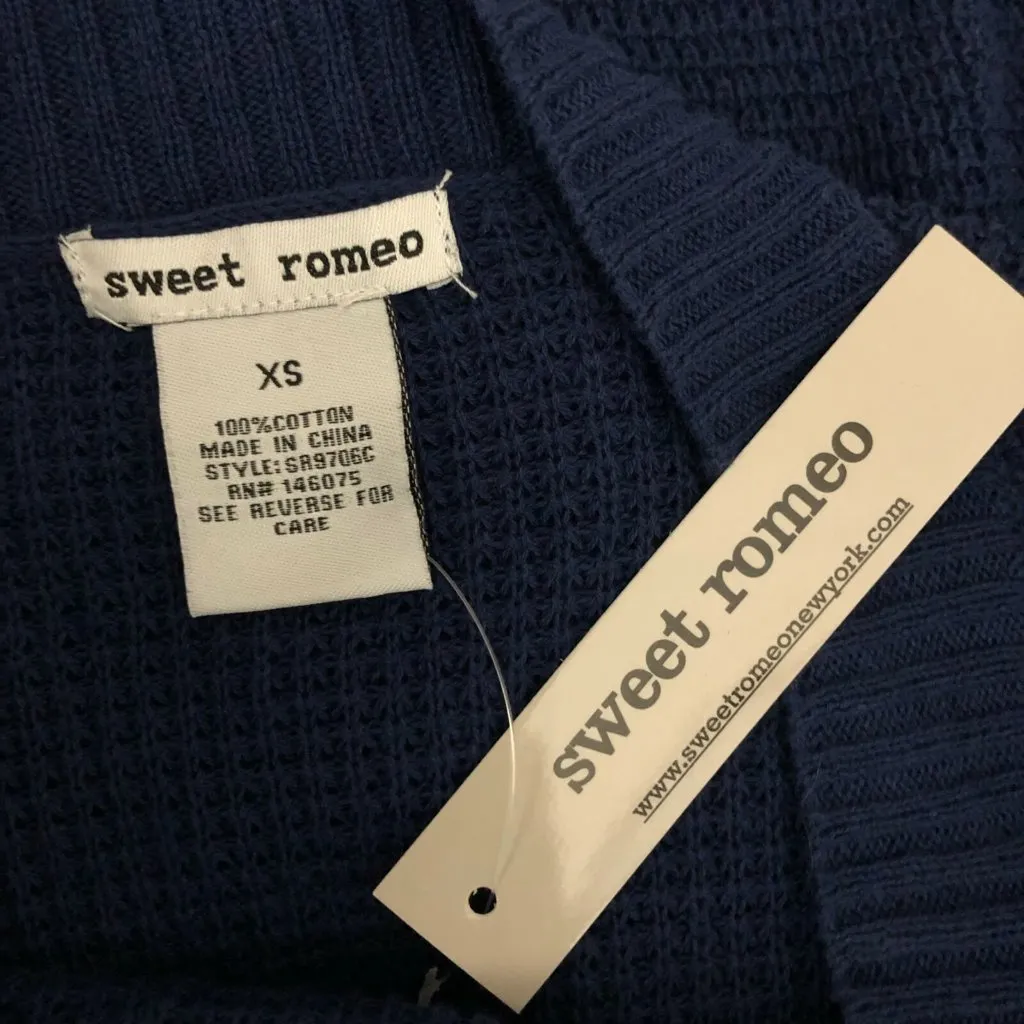 sweet romeo
XS
100%COTTON
MADE IN CHINA
STYLE:SR9706C
RN# 146075
SEE REVERSE FOR
CARE
sweet romeo
www.sweetromeonewyork.com